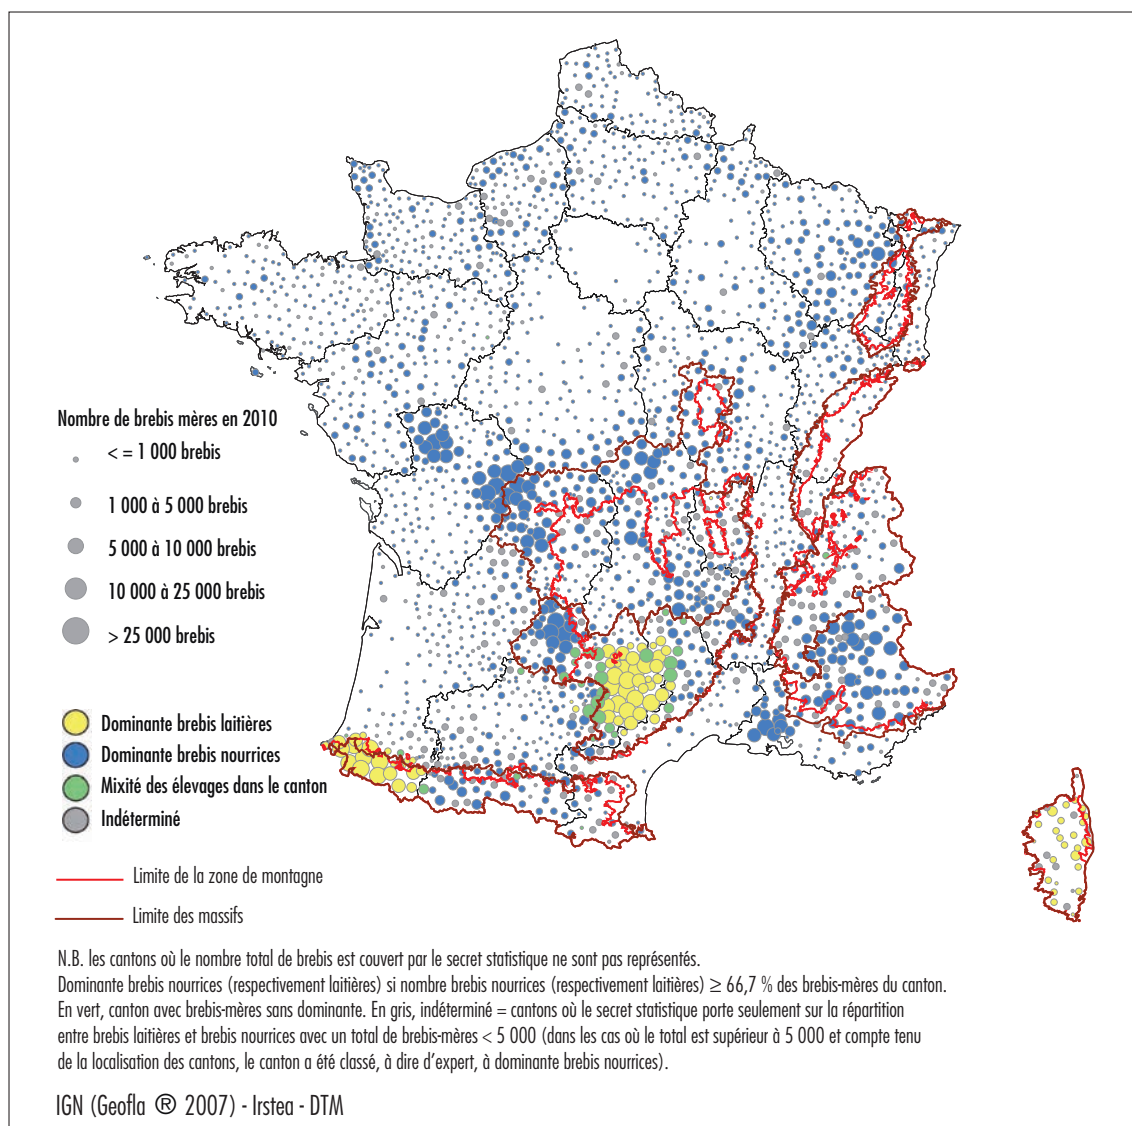 Nombre de brebis mères en 2010
< = 1 000 brebis
1 000 à 5 000 brebis
5 000 à 10 000 brebis
10 000 à 25 000 brebis
> 25 000 brebis
Dominante brebis laitières
Dominante brebis nourrices
Mixité des élevages dans le canton
Indéterminé
Limite de la zone de montagne
Limite des massifs
N.B. les cantons où le nombre total de brebis est couvert par le secret statistique ne sont pas représentés.
Dominante brebis nourrices (respectivement laitières) si nombre brebis nourrices (respectivement laitières) ≥ 66,7 % des brebis-mères du canton.
En vert, canton avec brebis-mères sans dominante. En gris, indéterminé = cantons où le secret statistique porte seulement sur la répartition
entre brebis laitières et brebis nourrices avec un total de brebis-mères < 5 000 (dans les cas où le total est supérieur à 5 000 et compte tenu
de la localisation des cantons, le canton a été classé, à dire d'expert, à dominante brebis nourrices).
IGN (Geofla ® 2007) - Irstea - DTM